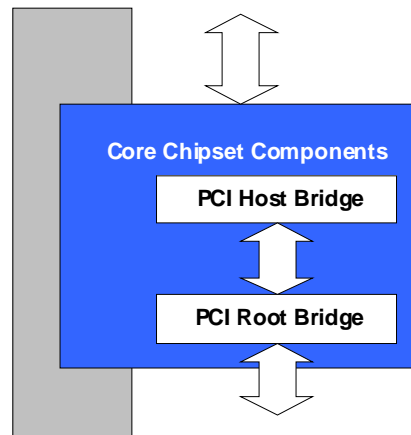 Core Chipset Components
PCI Host Bridge
PCI Root Bridge